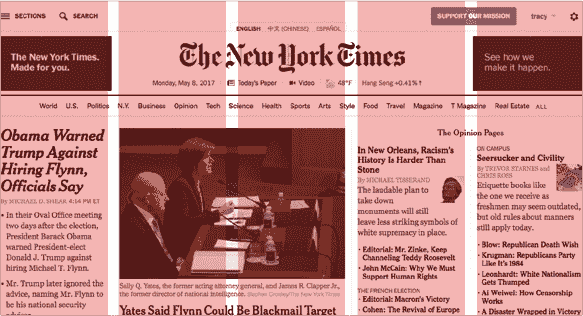 SECTIONS SEARCH SUPPORT OUR MISSION tracy
ENGLISH 中文 (CHINESE) ESPAÑOL
The New York Times.
Made for you.
The New York Times
See how we
make it happen.
Monday, May 8, 2017 Today's Paper Video 48°F Hang Seng +0.41% ↑
World U.S. Politics N.Y. Business Opinion Tech Science Health Sports Arts Style Food Travel Magazine T Magazine Real Estate ALL
Obama Warned
Trump Against
Hiring Flynn,
Officials Say
By MICHAEL D. SHEAR 4:14 PM ET
• In their Oval Office meeting
two days after the election,
President Barack Obama
warned President-elect
Donald J. Trump against
hiring Michael T. Flynn.
• Mr. Trump later ignored the
advice, naming Mr. Flynn to
be his national security
Sally Q. Yates, the former acting attorney general, and James R. Clapper Jr.,
the former director of national intelligence. Stephen Crowley/The New York Times
Yates Said Flynn Could Be Blackmail Target
The Opinion Pages
In New Orleans, Racism's
History Is Harder Than
Stone
By MICHAEL TISSERAND
The laudable plan to
take down
monuments will still
leave less striking symbols of
white supremacy in place.
• Editorial: Mr. Zinke, Keep
Channeling Teddy Roosevelt
• John McCain: Why We Must
Support Human Rights
THE FRENCH ELECTION
• Editorial: Macron's Victory
• Cohen: The Revival of Europe
ON CAMPUS
Seersucker and Civility
By TREVOR STARNES and
CHRIS ROSS
Etiquette books like
the one we receive as
freshmen may seem outdated,
but old rules about manners
still apply today.
• Blow: Republican Death Wish
• Krugman: Republicans Party
Like It's 1984
• Leonhardt: White Nationalism
Gets Thumped
• Ai Weiwei: How Censorship
Works
• A Disaster Wrapped in Victory